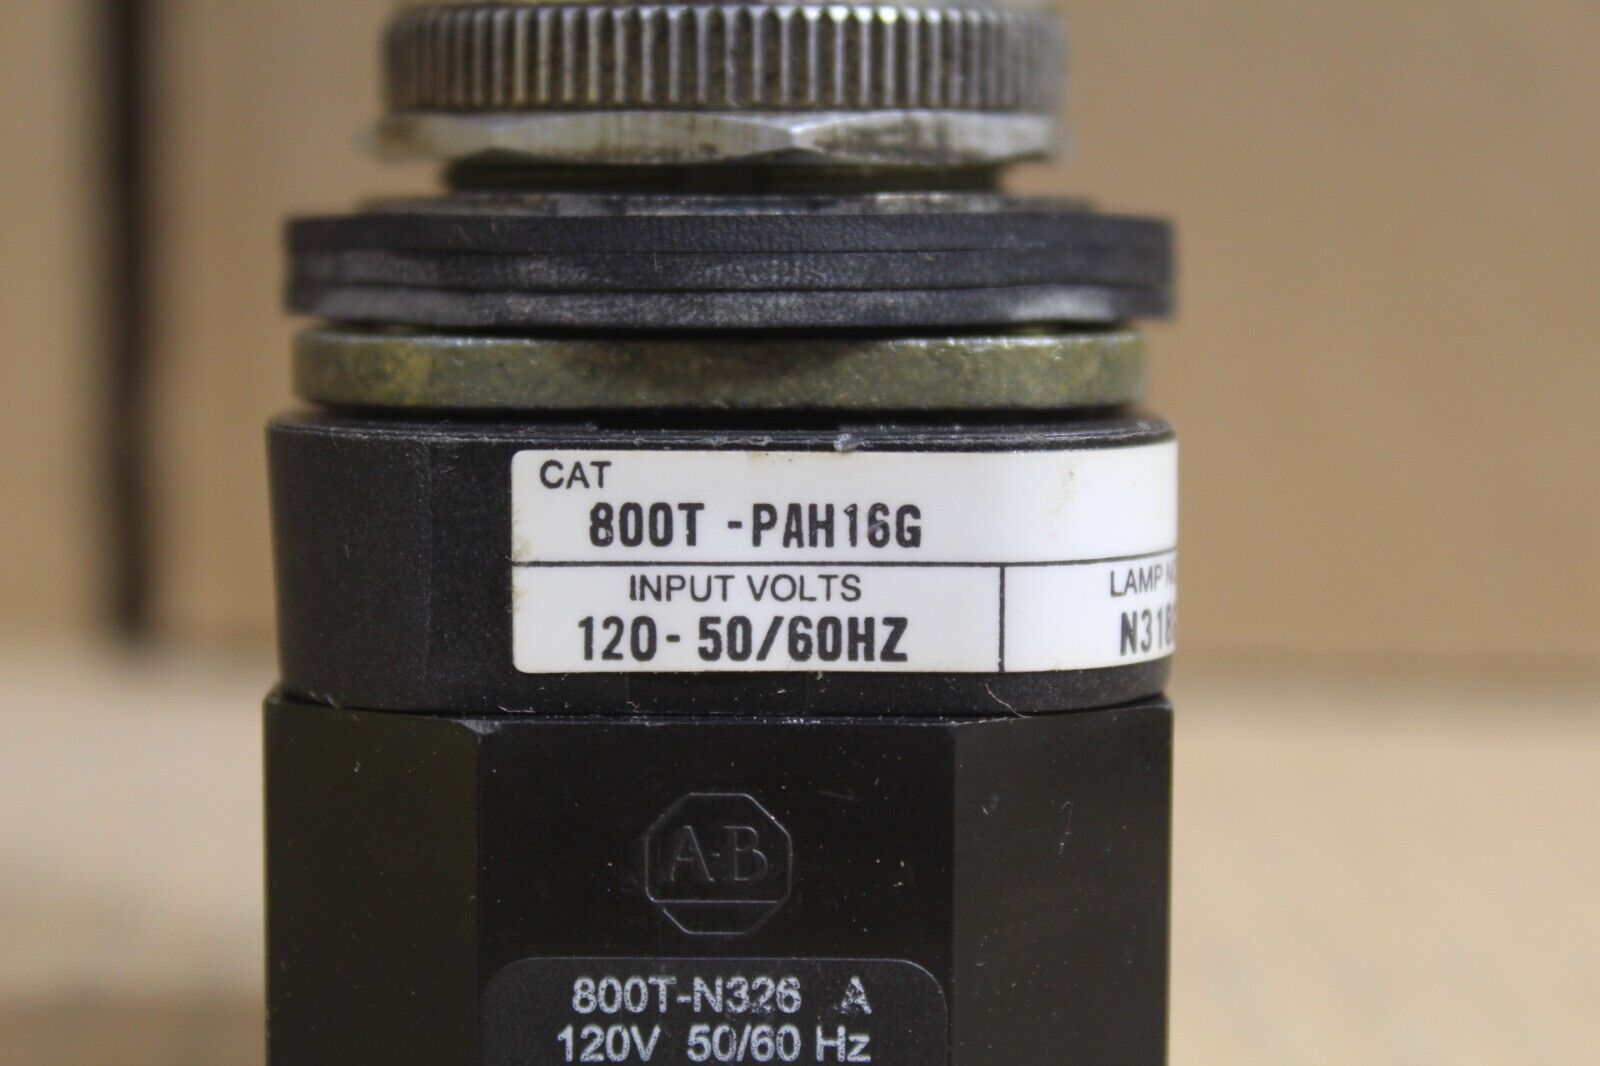 CAT
800T -PAH16G
INPUT VOLTS
120-50/60HZ
LAMP
A-B
800T-N326 A
120V 50/60 Hz